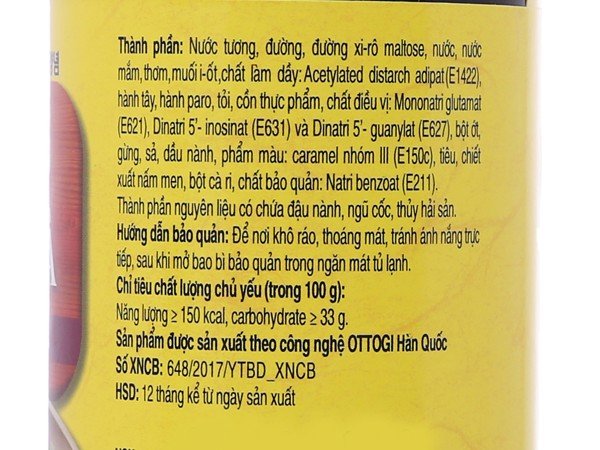 Thành phần: Nước tương, đường, đường xi-rô maltose, nước, nước
mắm,thơm,muối i-ốt,chất làm dầy: Acetylated distarch adipat (E1422),
hành tây, hành paro, tỏi, cồn thực phẩm, chất điều vị: Mononatri glutamat
(E621), Dinatri 5'- inosinat (E631) và Dinatri 5'- guanylat (E627), bột ớt,
gừng, sả, dầu nành, phẩm màu: caramel nhóm III (E150c), tiêu, chiết
xuất nấm men, bột cà ri, chất bảo quản: Natri benzoat (E211).
Thành phần nguyên liệu có chứa đậu nành, ngũ cốc, thủy hải sản.
Hướng dẫn bảo quản: Để nơi khô ráo, thoáng mát, tránh ánh nắng trực
tiếp, sau khi mở bao bì bảo quản trong ngăn mát tủ lạnh.
Chỉ tiêu chất lượng chủ yếu (trong 100 g):
Năng lượng ≥ 150 kcal, carbohydrate ≥ 33 g.
Sản phẩm được sản xuất theo công nghệ OTTOGI Hàn Quốc
Số XNCB: 648/2017/YTBD_XNCB
HSD: 12 tháng kể từ ngày sản xuất